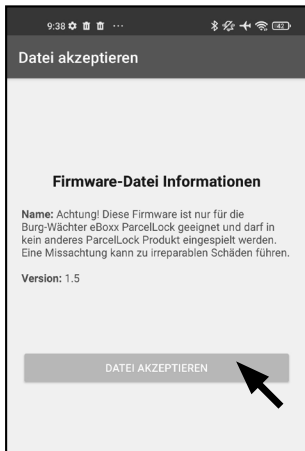 9:38
42
Datei akzeptieren
Firmware-Datei Informationen
Name: Achtung! Diese Firmware ist nur für die
Burg-Wächter eBoxx ParcelLock geeignet und darf in
kein anderes ParcelLock Produkt eingespielt werden.
Eine Missachtung kann zu irreparablen Schäden führen.
Version: 1.5
DATEI AKZEPTIEREN